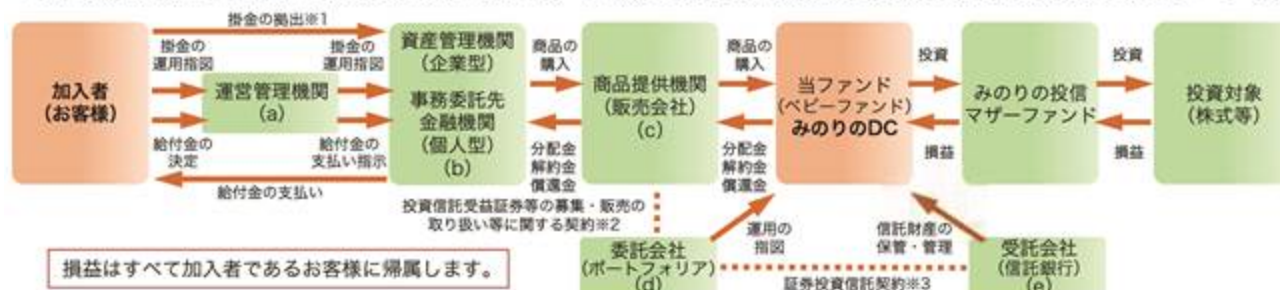 掛金の拠出※1
加入者
(お客様)
掛金の
運用指図
運営管理機関
(a)
掛金の
運用指図
給付金の
決定
給付金の
支払い指示
給付金の支払い
資産管理機関
(企業型)
事務委託先
金融機関
(個人型)
(b)
商品の
購入
分配金
解約金
償還金
商品提供機関
(販売会社)
(c)
商品の
購入
分配金
解約金
償還金
当ファンド
(ベビーファンド)
みのりのDC
投資
損益
みのりの投信
マザーファンド
投資
損益
投資対象
(株式等)
投資信託受益証券等の募集・販売の
取り扱い等に関する契約※2
運用の
指図
信託財産の
保管・管理
委託会社
(ポートフォリア)
(d)
証券投資信託契約※3
受託会社
(信託銀行)
(e)
損益はすべて加入者であるお客様に帰属します。